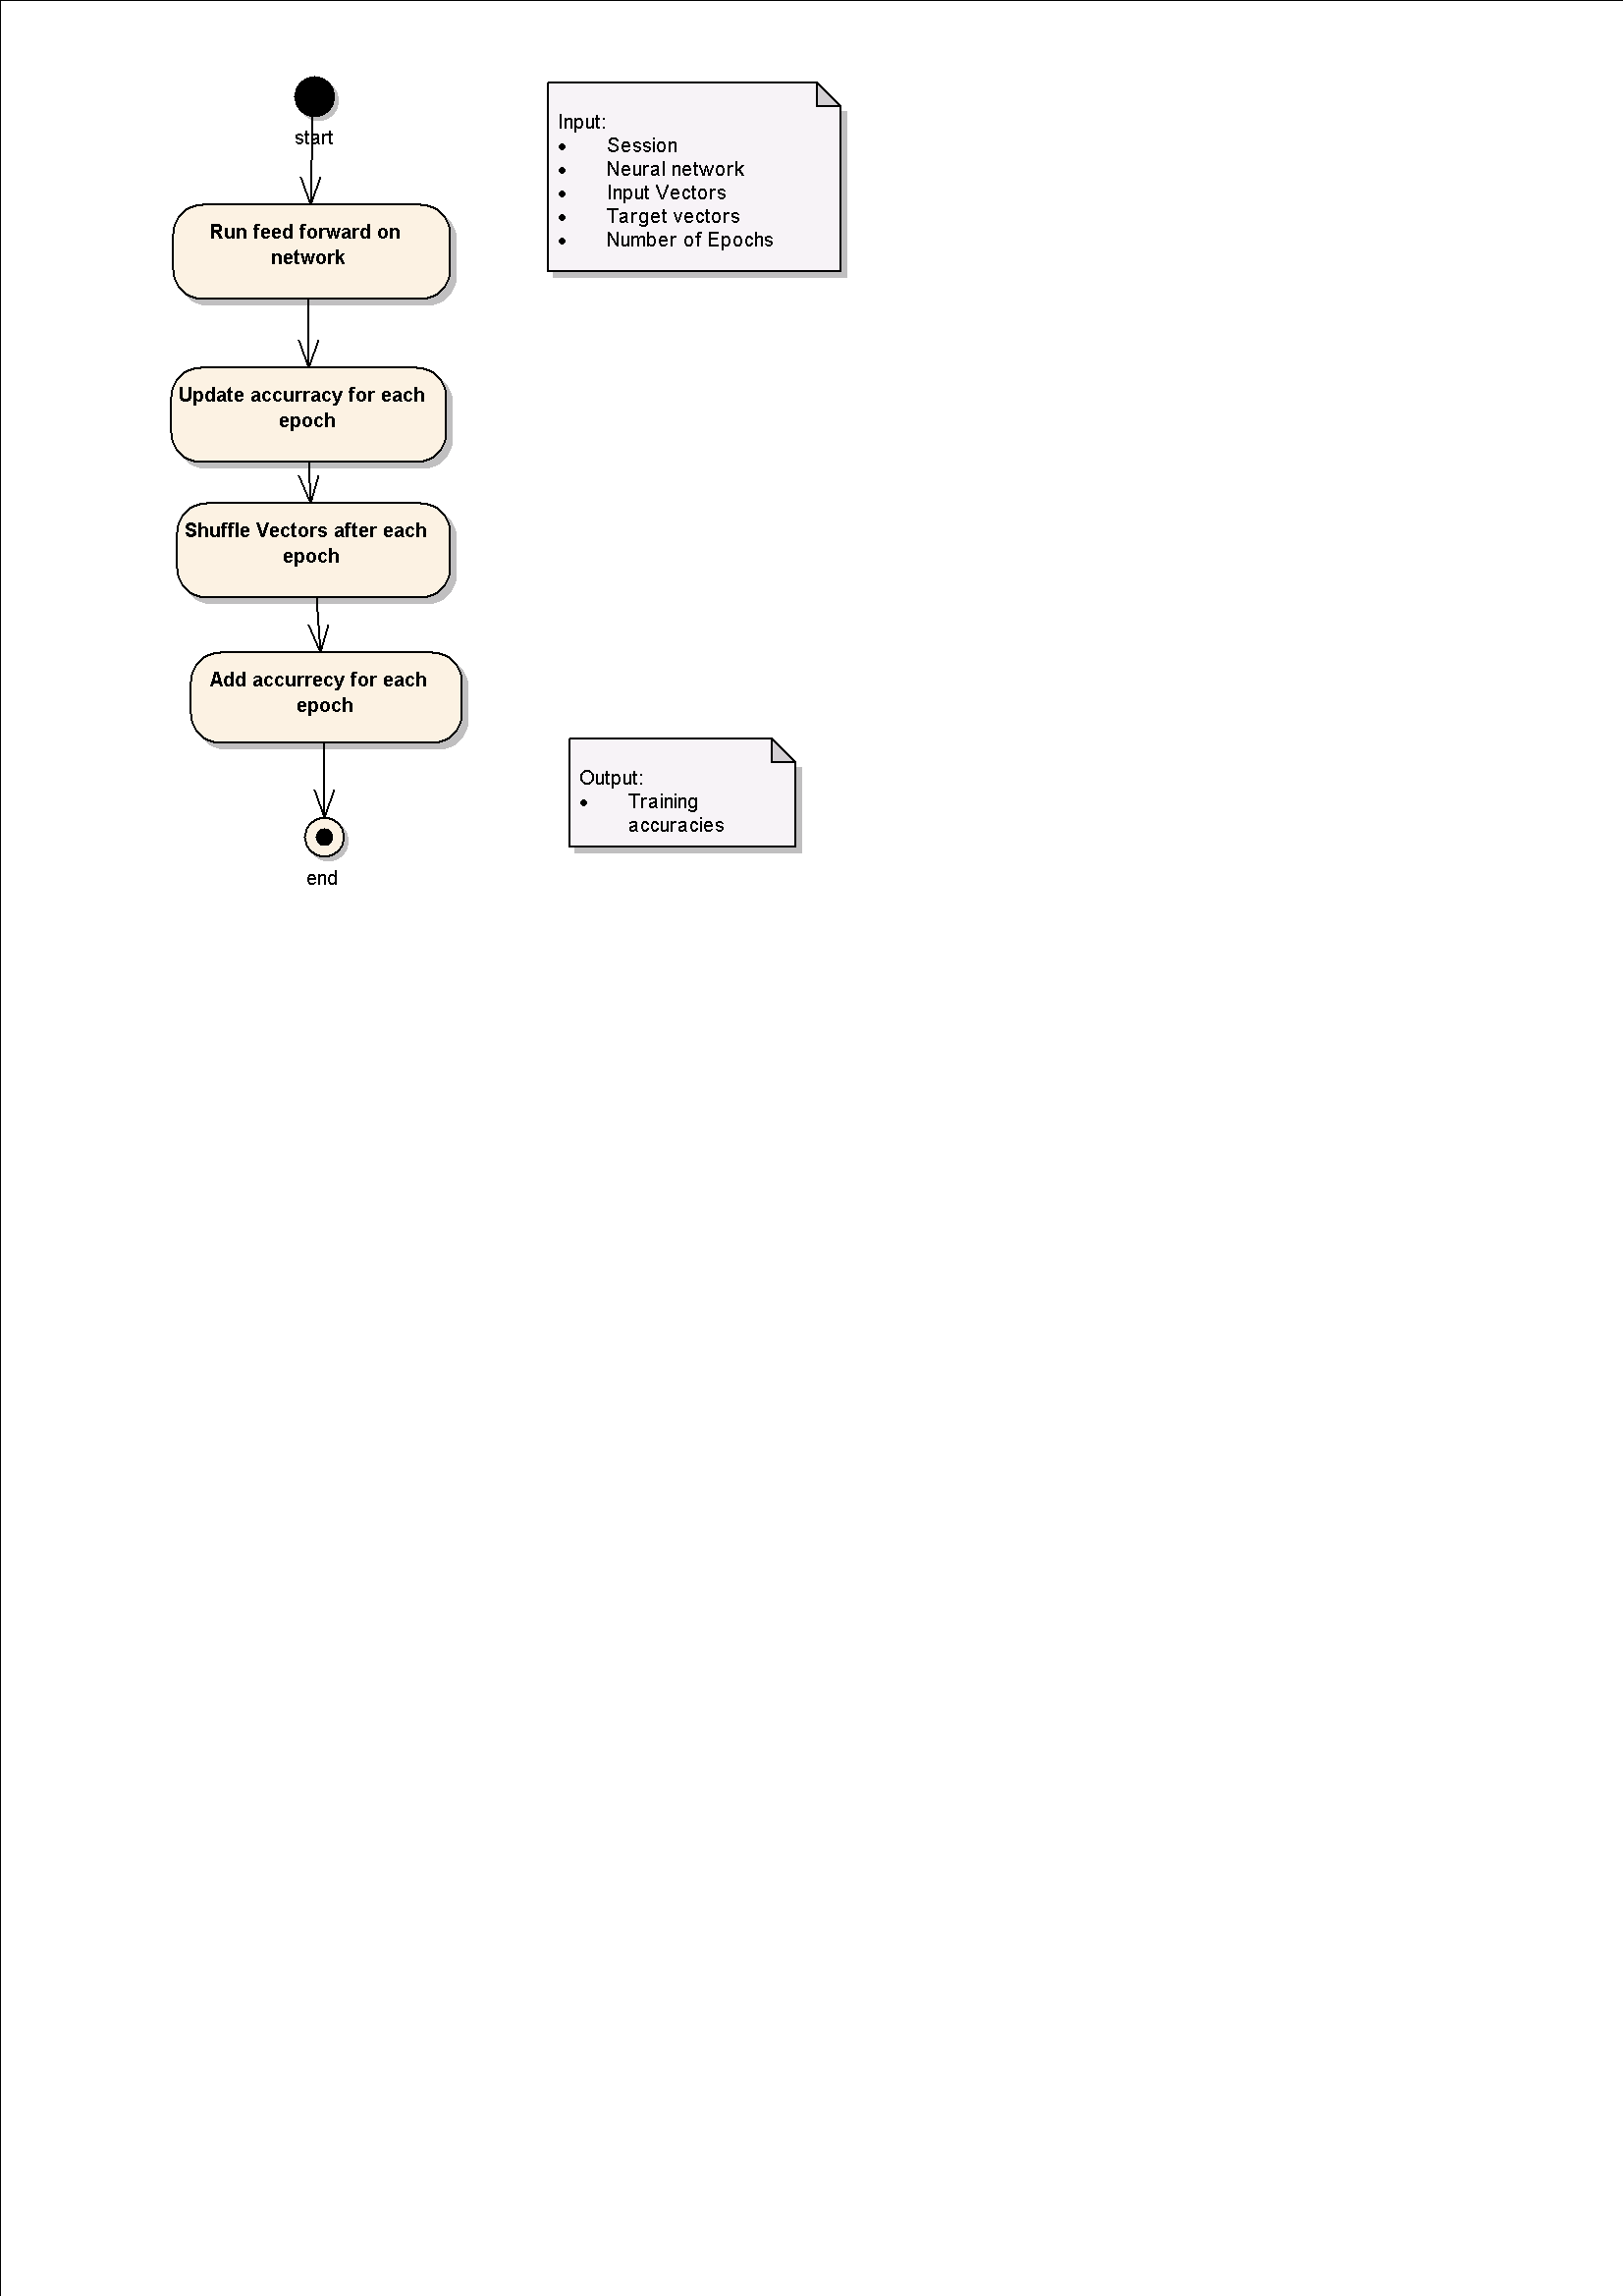 start
Run feed forward on
network
Update accurracy for each
epoch
Shuffle Vectors after each
epoch
Add accurrecy for each
epoch
end
Input:
• Session
• Neural network
• Input Vectors
• Target vectors
• Number of Epochs
Output:
• Training
accuracies